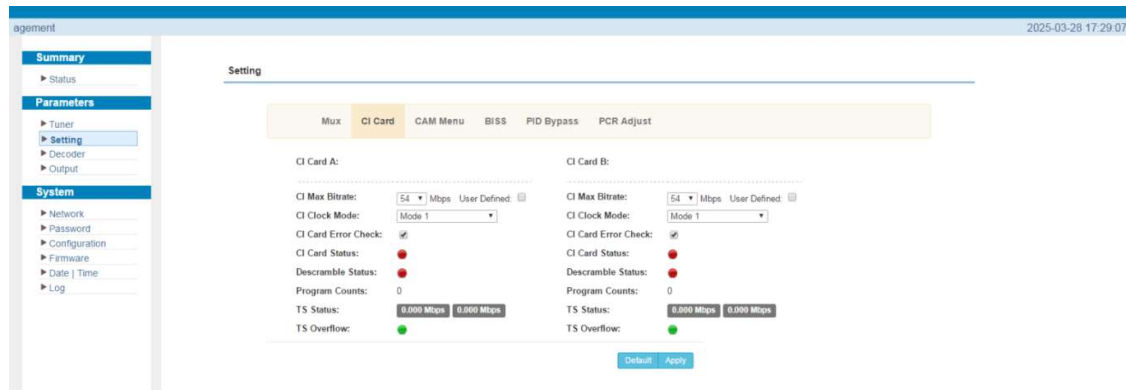 agement 2025-03-28 17:29:07
Summary
Status
Parameters
Tuner
Setting
Decoder
Output
System
Network
Password
Configuration
Firmware
Date | Time
Log
Setting
Mux CI Card CAM Menu BISS PID Bypass PCR Adjust
CI Card A: CI Card B:
CI Max Bitrate: 54 Mbps User Defined: CI Max Bitrate: 54 Mbps User Defined:
CI Clock Mode: Mode 1 CI Clock Mode: Mode 1
CI Card Error Check: CI Card Error Check:
CI Card Status: CI Card Status:
Descramble Status: Descramble Status:
Program Counts: 0 Program Counts: 0
TS Status: 0.000 Mbps 0.000 Mbps TS Status: 0.000 Mbps 0.000 Mbps
TS Overflow: TS Overflow:
Default Apply